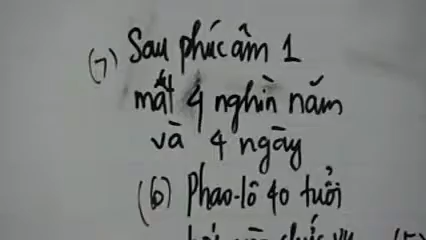 (7) Sau phúc âm 1
mất 4 nghìn năm
và 4 ngày
(6) Phao-lô 40 tuổi